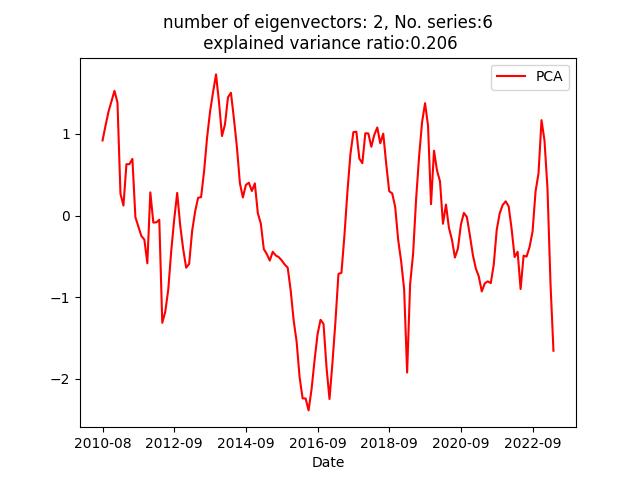 number of eigenvectors: 2, No. series:6
explained variance ratio:0.206
PCA
1
0
−1
−2
2010-08 2012-09 2014-09 2016-09 2018-09 2020-09 2022-09
Date